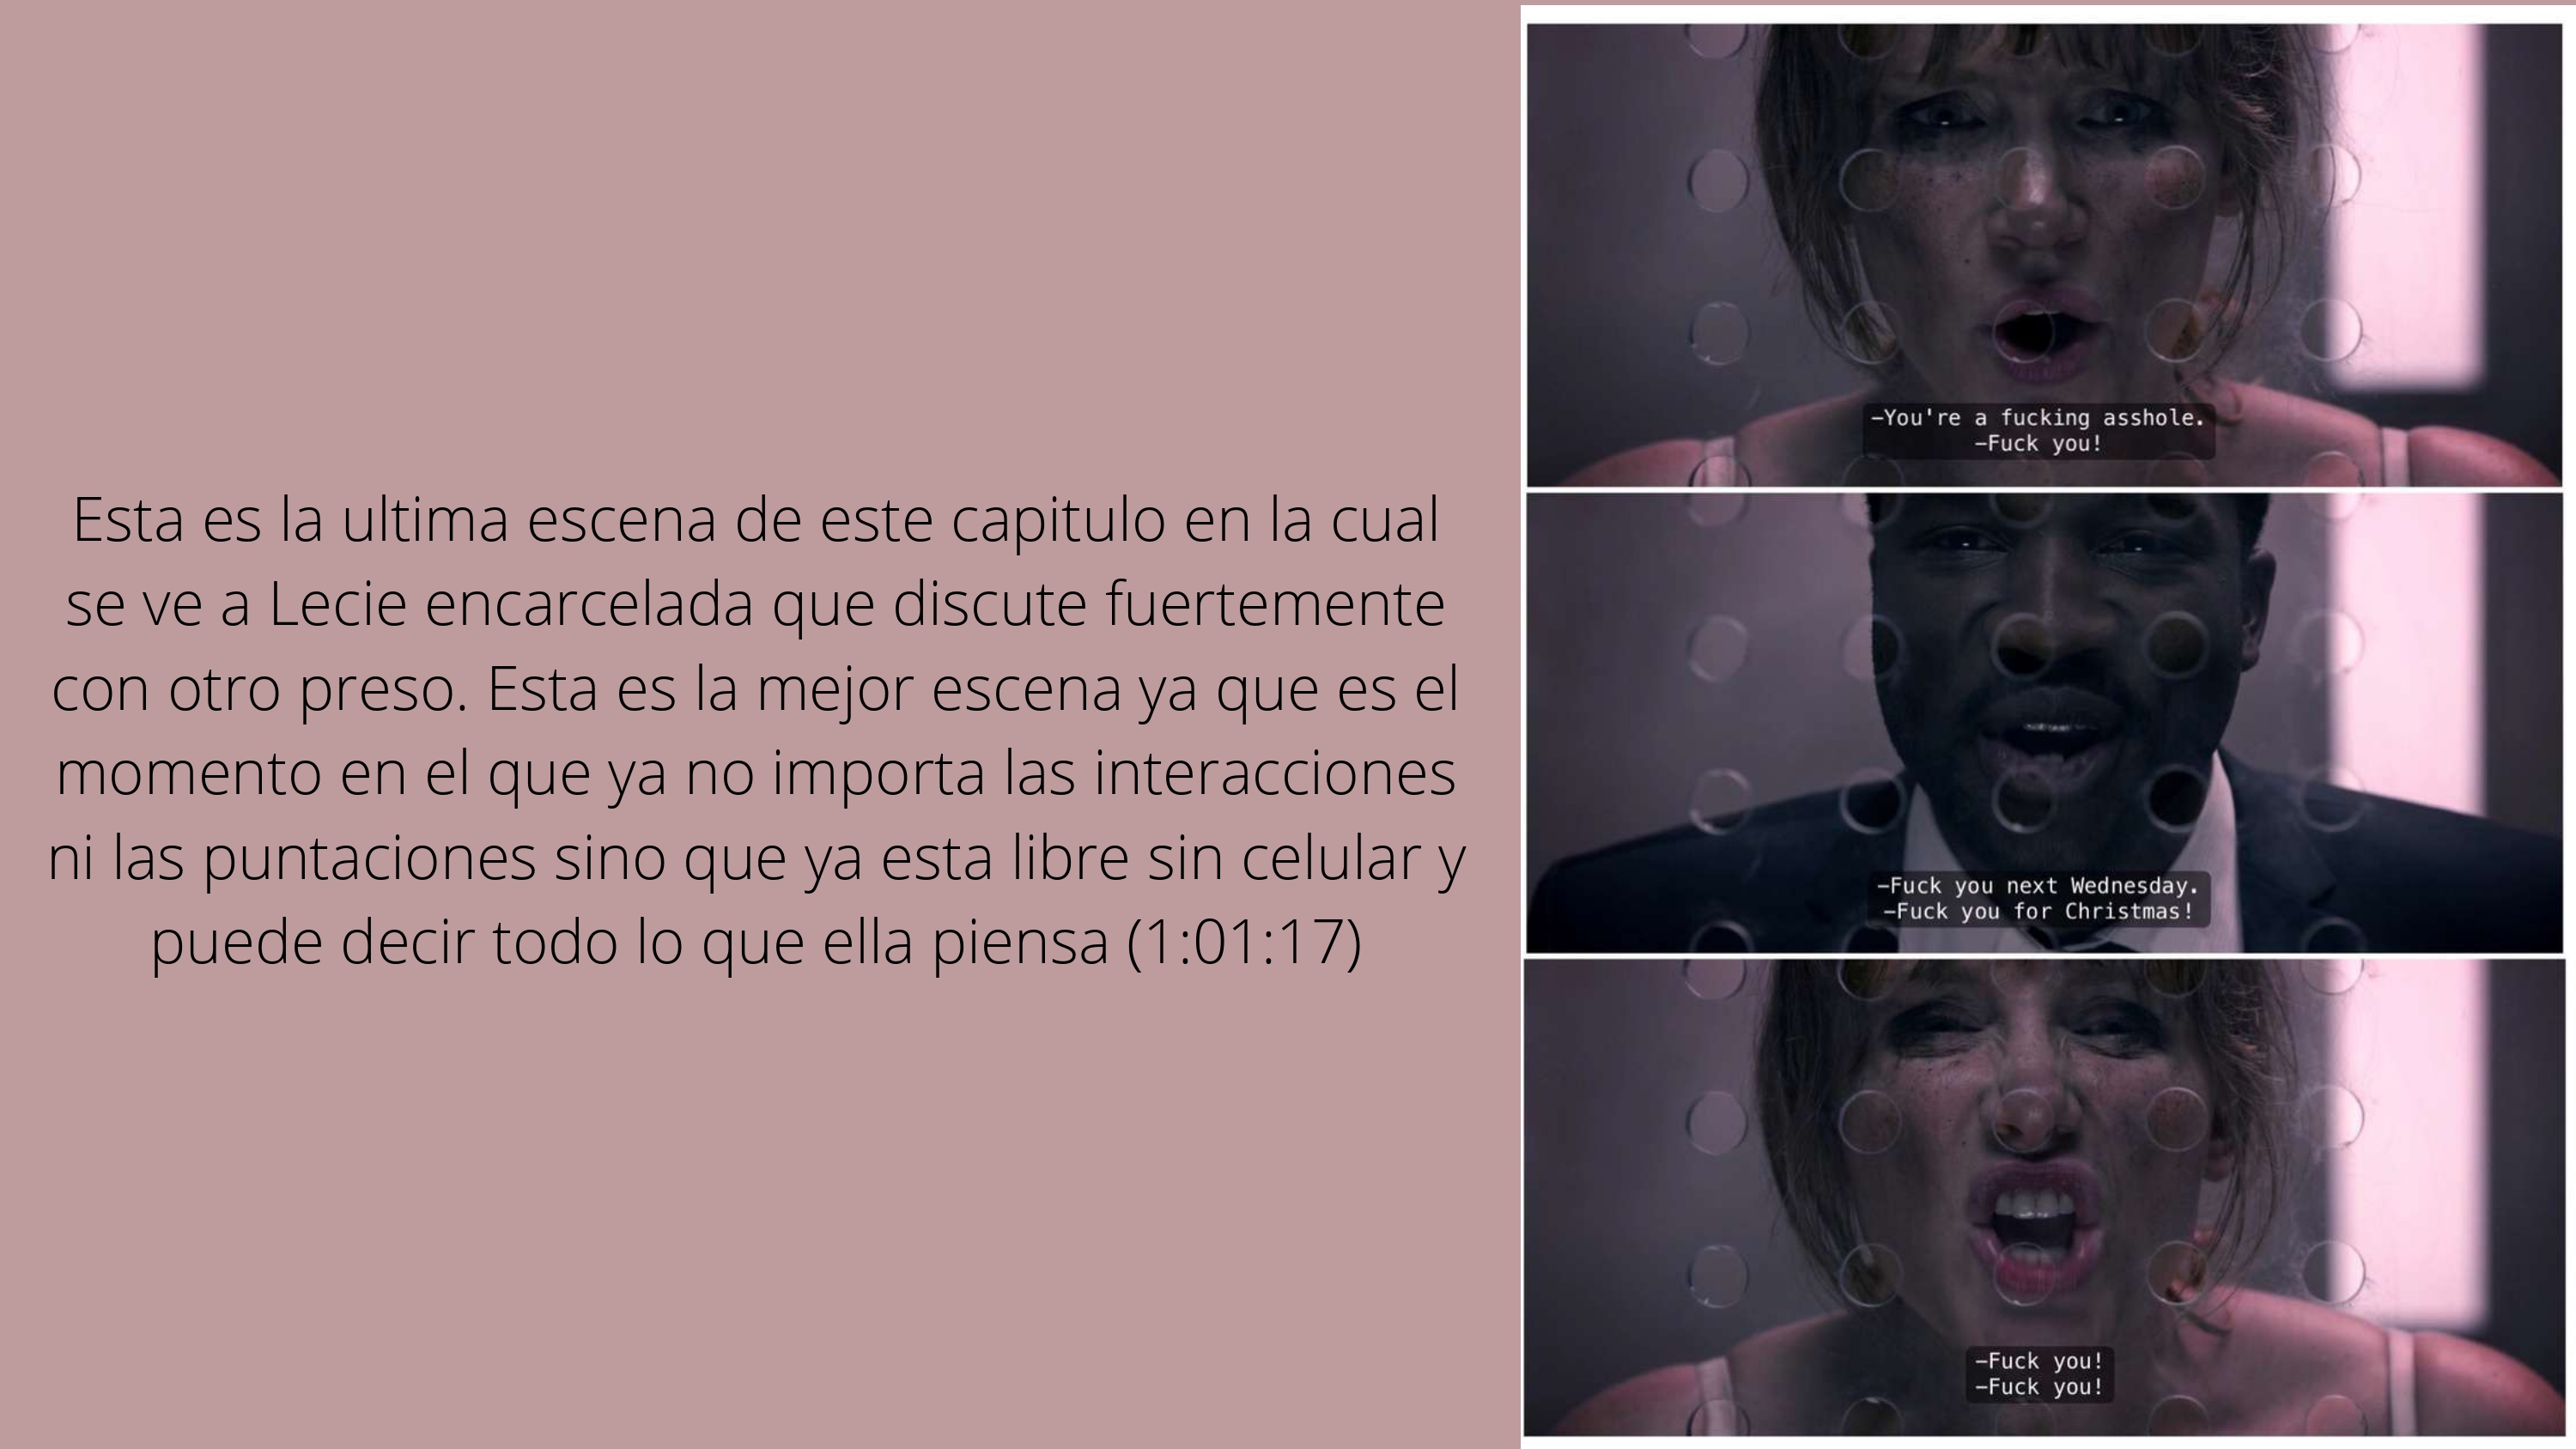 Esta es la ultima escena de este capitulo en la cual
se ve a Lecie encarcelada que discute fuertemente
con otro preso. Esta es la mejor escena ya que es el
momento en el que ya no importa las interacciones
ni las puntaciones sino que ya esta libre sin celular y
puede decir todo lo que ella piensa (1:01:17)
-You're a fucking asshole.
-Fuck you!
-Fuck you next Wednesday.
-Fuck you for Christmas!
-Fuck you!
-Fuck you!